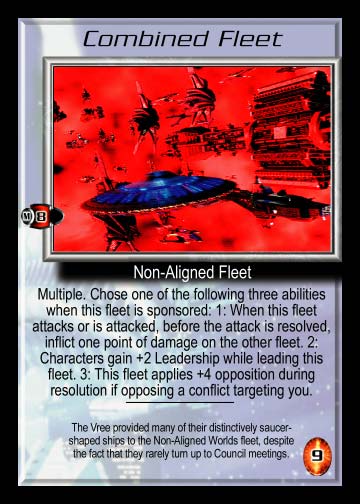 Combined Fleet
M 8
Non-Aligned Fleet
Multiple. Chose one of the following three abilities
when this fleet is sponsored: 1: When this fleet
attacks or is attacked, before the attack is resolved,
inflict one point of damage on the other fleet. 2:
Characters gain +2 Leadership while leading this
fleet. 3: This fleet applies +4 opposition during
resolution if opposing a conflict targeting you.
The Vree provided many of their distinctively saucer-
shaped ships to the Non-Aligned Worlds fleet, despite
the fact that they rarely turn up to Council meetings.
9